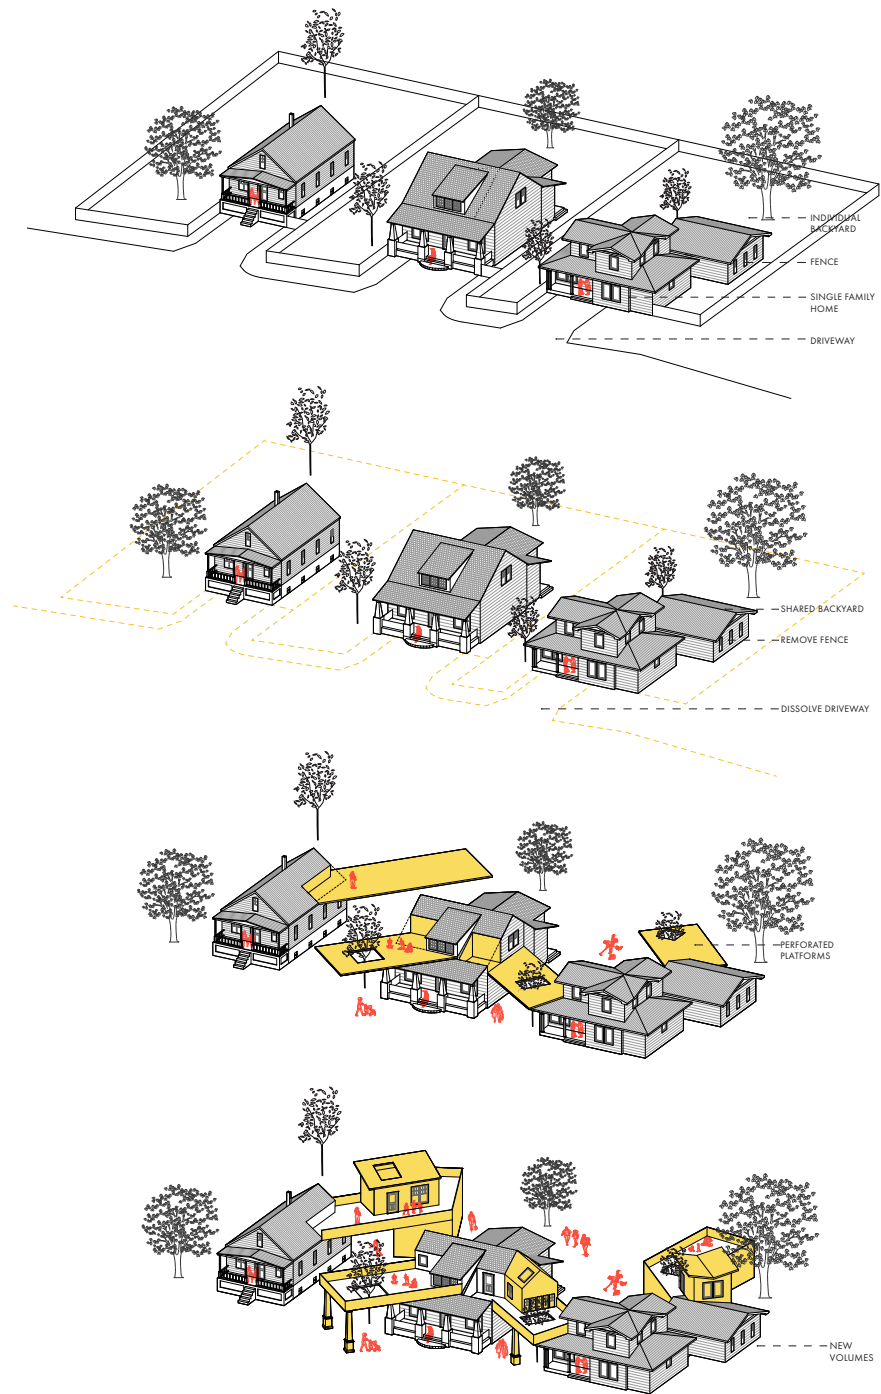 INDIVIDUAL
BACKYARD
FENCE
SINGLE FAMILY
HOME
DRIVEWAY
SHARED BACKYARD
REMOVE FENCE
DISSOLVE DRIVEWAY
PERFORATED
PLATFORMS
NEW
VOLUMES